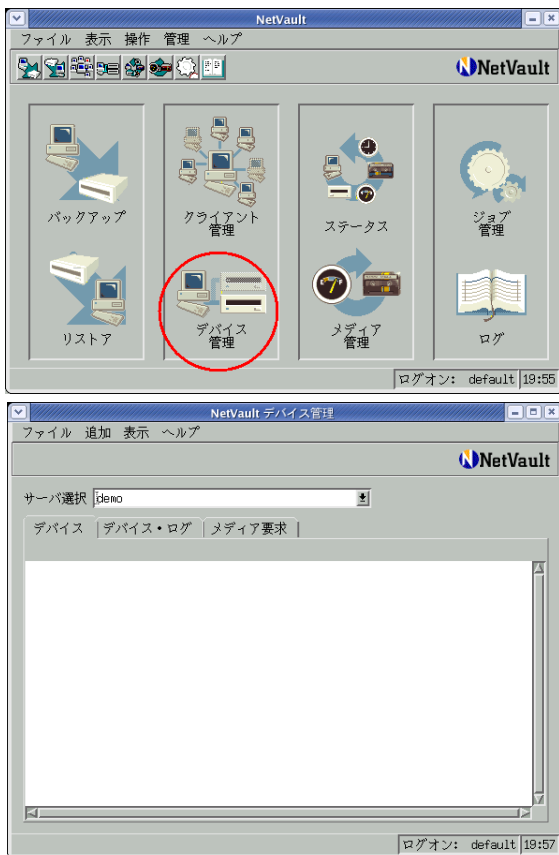 NetVault
ファイル 表示 操作 管理 ヘルプ
NetVault
バックアップ
クライアント
管理
ステータス
ジョブ
管理
リストア
デバイス
管理
メディア
管理
ログ
ログオン: default 19:55
NetVault デバイス管理
ファイル 追加 表示 ヘルプ
NetVault
サーバ選択 demo
デバイス デバイス・ログ メディア要求
ログオン: default 19:57